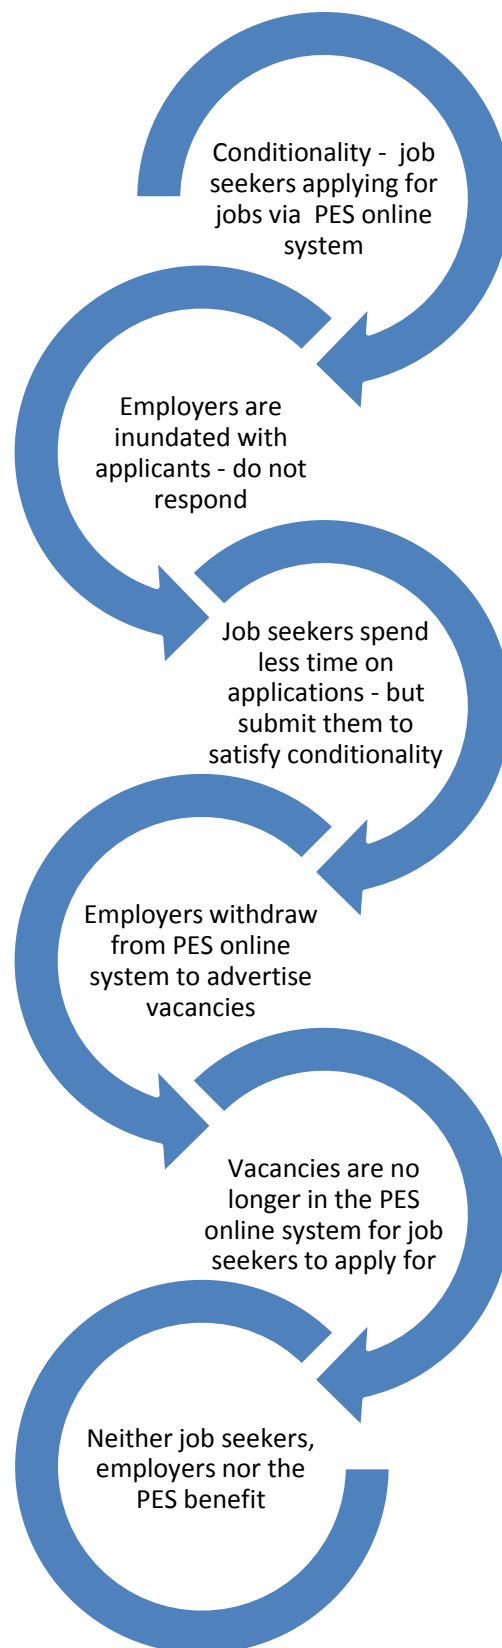 Conditionality - job
seekers applying for
jobs via PES online
system
Employers are
inundated with
applicants - do not
respond
Job seekers spend
less time on
applications - but
submit them to
satisfy conditionality
Employers withdraw
from PES online
system to advertise
vacancies
Vacancies are no
longer in the PES
online system for job
seekers to apply for
Neither job seekers,
employers nor the
PES benefit